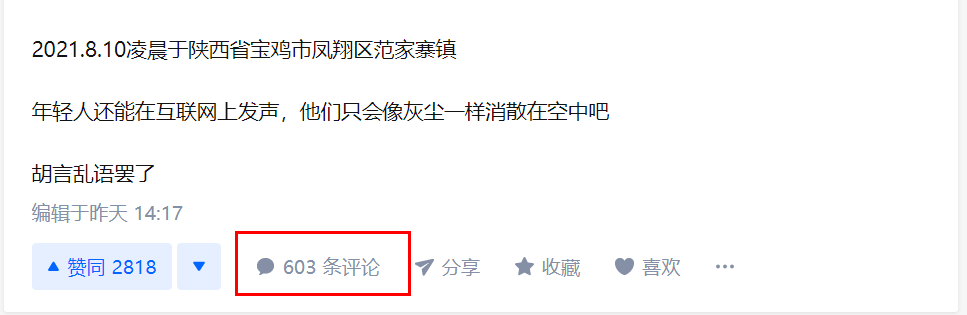 2021.8.10凌晨于陕西省宝鸡市凤翔区范家寨镇
年轻人还能在互联网上发声，他们只会像灰尘一样消散在空中吧
胡言乱语罢了
编辑于昨天 14:17
赞同 2818 603 条评论 分享 收藏 喜欢